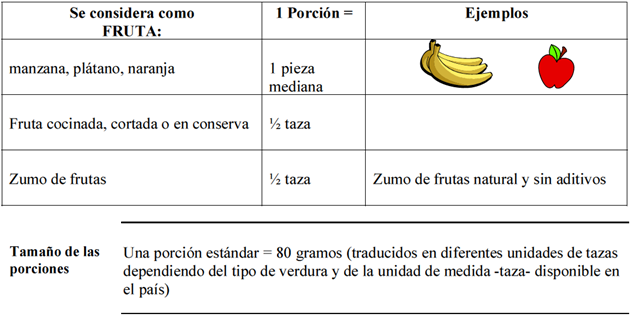 Se considera como
FRUTA:
1 Porción =
Ejemplos
manzana, plátano, naranja
1 pieza
mediana
Fruta cocinada, cortada o en conserva
½ taza
Zumo de frutas
½ taza
Zumo de frutas natural y sin aditivos
Tamaño de las
porciones
Una porción estándar = 80 gramos (traducidos en diferentes unidades de tazas
dependiendo del tipo de verdura y de la unidad de medida -taza- disponible en
el país)